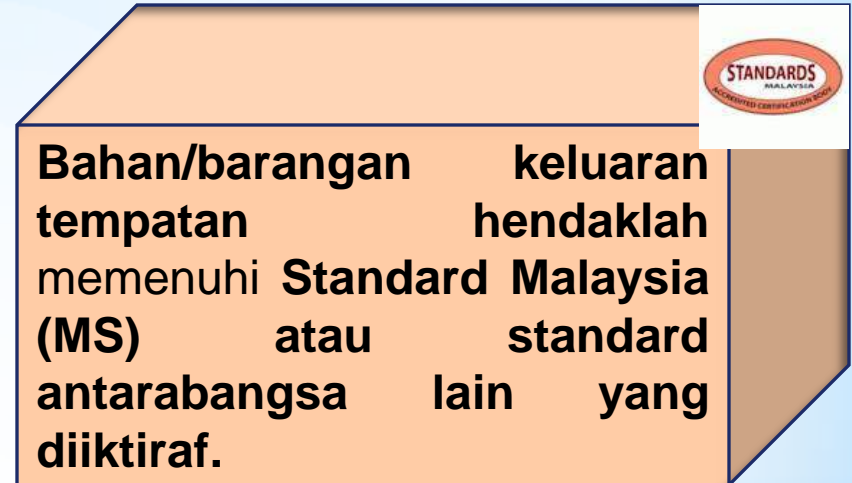 STANDARDS
MALAYSIA
ACCREDITED CERTIFICATION BODY
Bahan/barangan keluaran
tempatan hendaklah
memenuhi Standard Malaysia
(MS) atau standard
antarabangsa lain yang
diiktiraf.